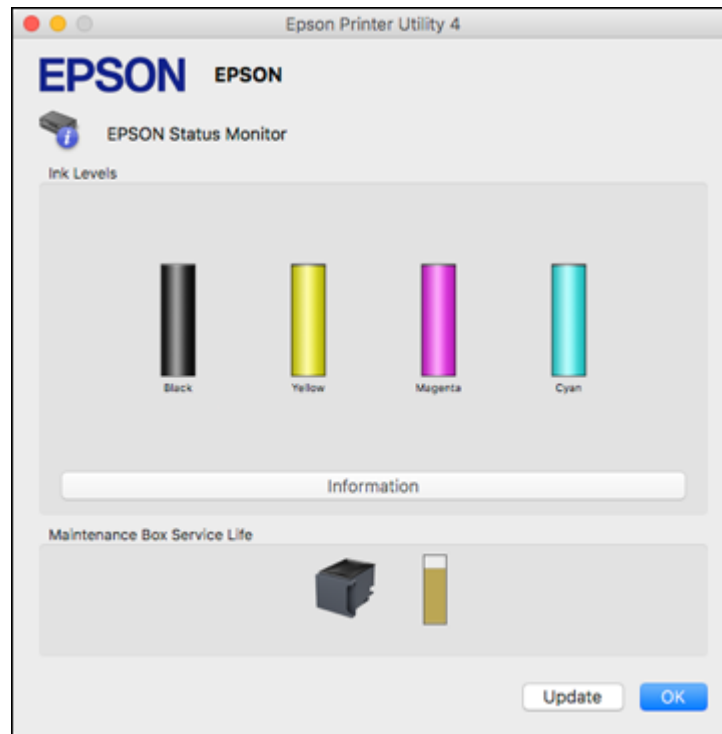 Epson Printer Utility 4
EPSON EPSON
EPSON Status Monitor
Ink Levels
Black Yellow Magenta Cyan
Information
Maintenance Box Service Life
Update OK